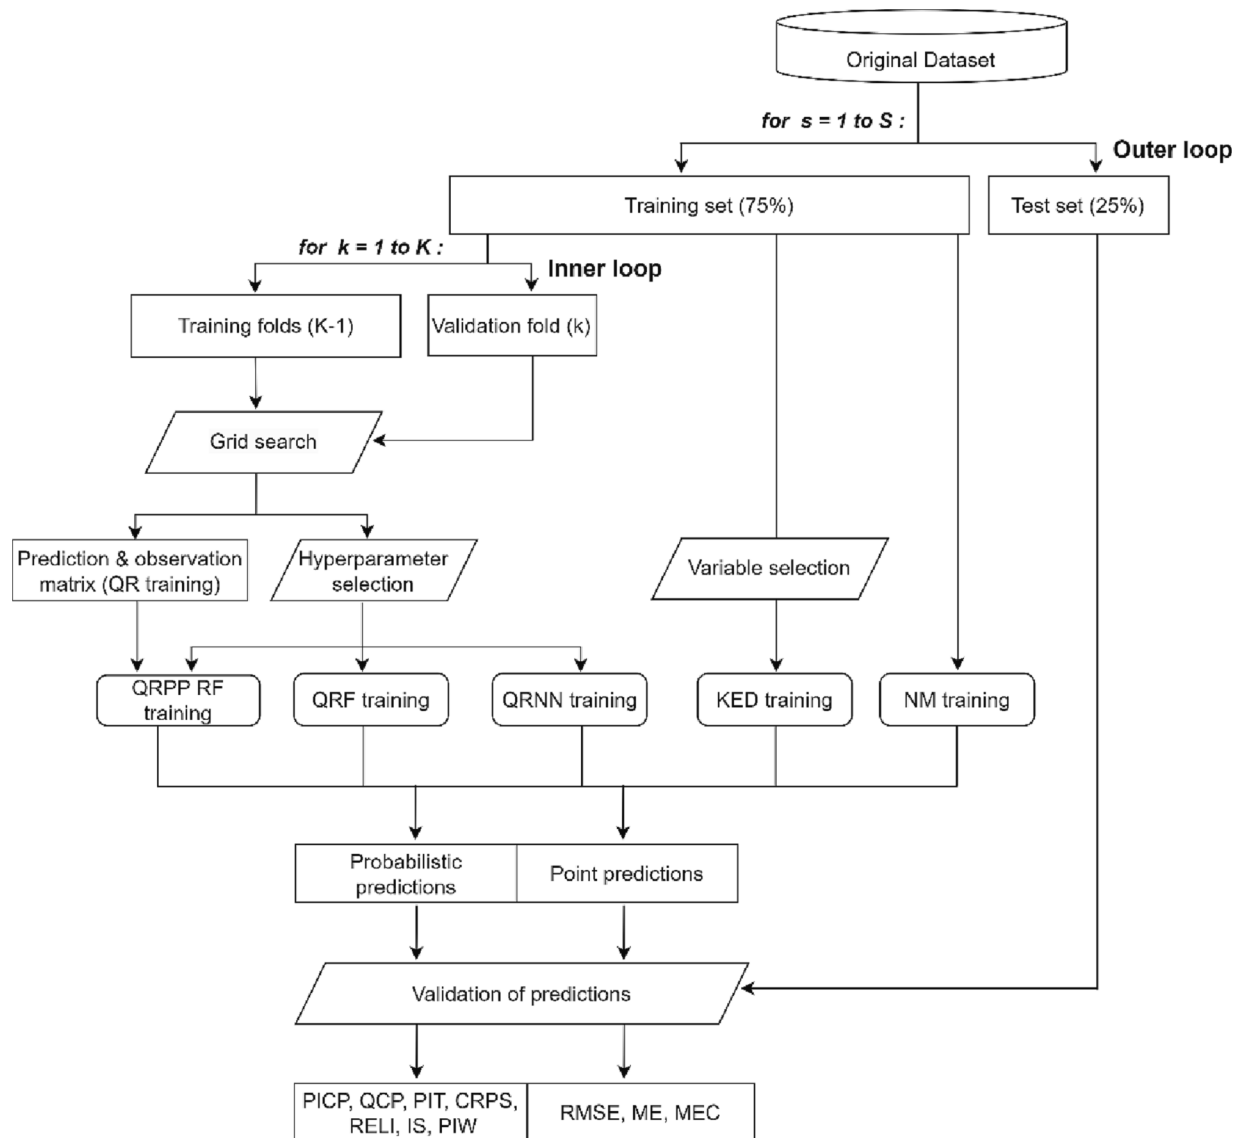 Original Dataset
for s = 1 to S :
Outer loop
Training set (75%)
Test set (25%)
for k = 1 to K :
Inner loop
Training folds (K-1)
Validation fold (k)
Grid search
Prediction & observation
matrix (QR training)
Hyperparameter
selection
Variable selection
QRPP RF
training
QRF training
QRNN training
KED training
NM training
Probabilistic
predictions
Point predictions
Validation of predictions
PICP, QCP, PIT, CRPS,
RELI, IS, PIW
RMSE, ME, MEC